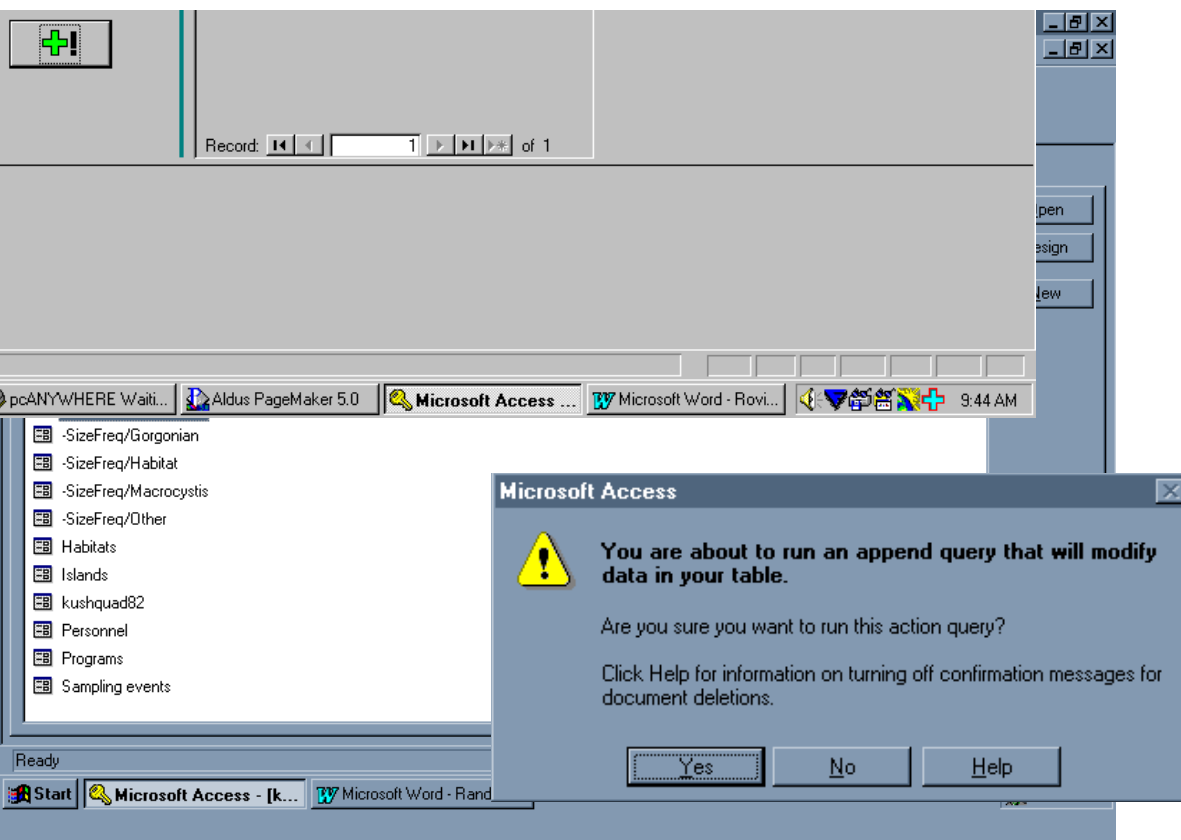 Record: 1 of 1
pen
esign
New
pcANYWHERE Waiti...
Aldus PageMaker 5.0
Microsoft Access ...
Microsoft Word - Rovi...
9:44 AM
-SizeFreq/Gorgonian
-SizeFreq/Habitat
-SizeFreq/Macrocystis
-SizeFreq/Other
Habitats
Islands
kushquad82
Personnel
Programs
Sampling events
Microsoft Access
You are about to run an append query that will modify
data in your table.
Are you sure you want to run this action query?
Click Help for information on turning off confirmation messages for
document deletions.
Yes
No
Help
Ready
Start
Microsoft Access - [k...
Microsoft Word - Rand